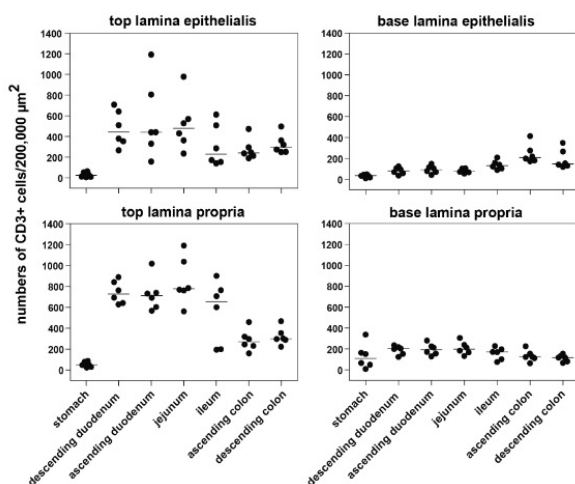 top lamina epithelialis
base lamina epithelialis
1400
1200
1000
800
600
400
200
0
1400
1200
1000
800
600
400
200
0
numbers of CD3+ cells/200,000 µm²
top lamina propria
base lamina propria
1400
1200
1000
800
600
400
200
0
1400
1200
1000
800
600
400
200
0
stomach
descending duodenum
ascending duodenum
jejunum
ileum
ascending colon
descending colon
stomach
descending duodenum
ascending duodenum
jejunum
ileum
ascending colon
descending colon